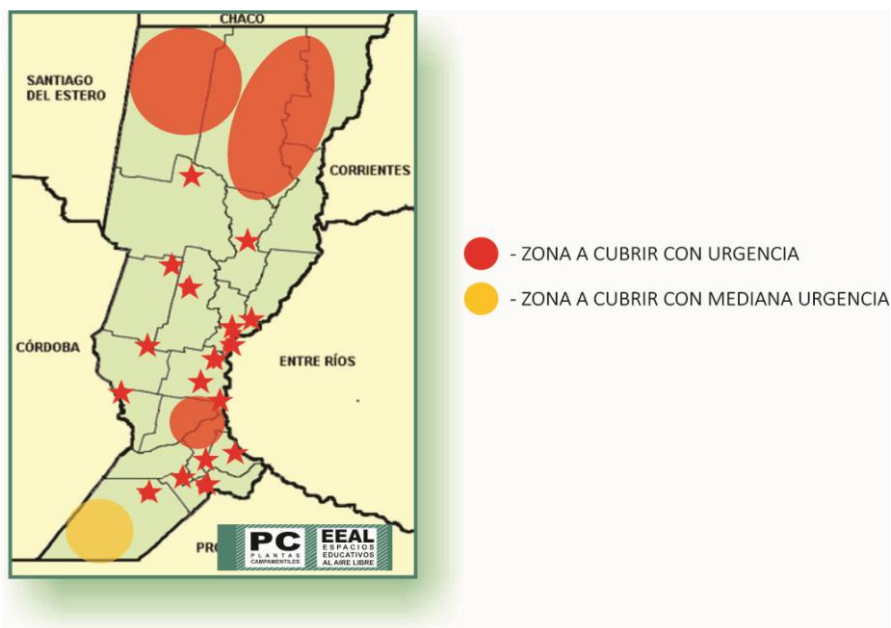 CHACO
SANTIAGO
DEL ESTERO
CORRIENTES
CÓRDOBA
ENTRE RÍOS
- ZONA A CUBRIR CON URGENCIA
- ZONA A CUBRIR CON MEDIANA URGENCIA
PC
PLANTAS
CAMPAMENTILES
EEAL
ESPACIOS
EDUCATIVOS
AL AIRE LIBRE